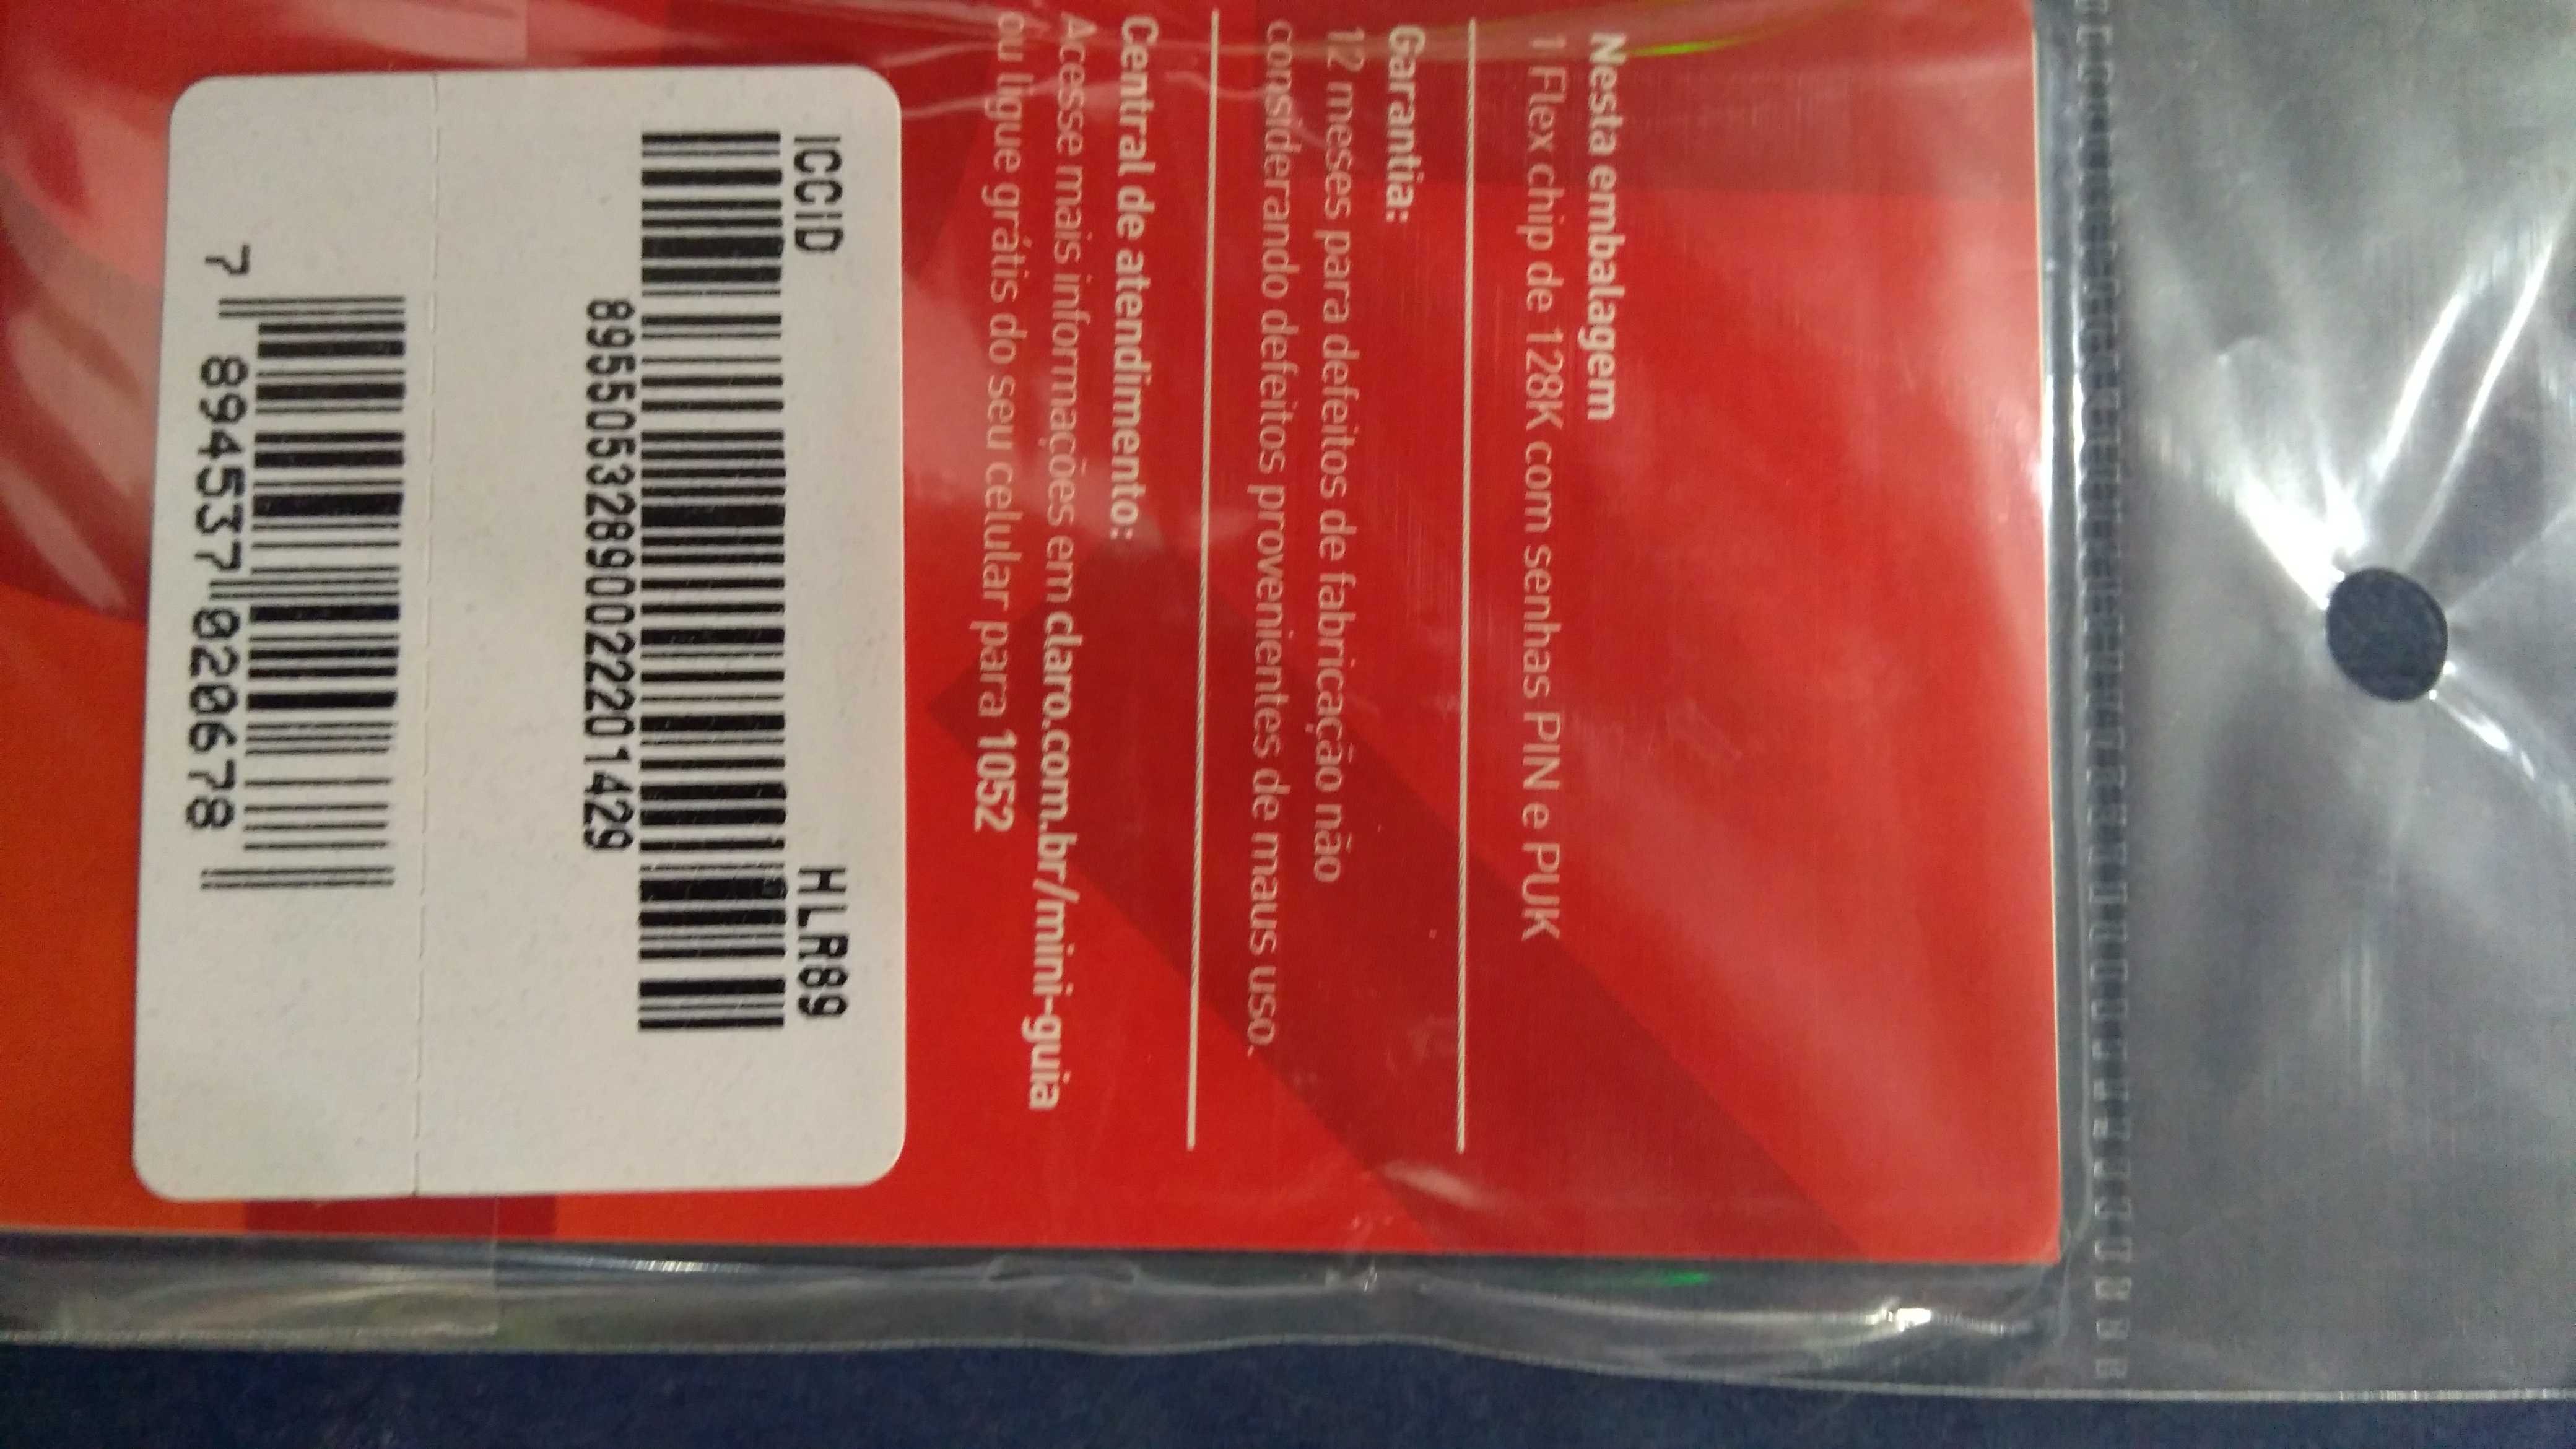 Nesta embalagem
1 Flex chip de 128K com senhas PIN e PUK
Garantia:
12 meses para defeitos de fabricação não
considerando defeitos provenientes de maus uso.
Central de atendimento:
Acesse mais informações em claro.com.br/mini-guia
ou ligue grátis do seu celular para 1052
ICCID HLR89
89550532890022201429
7 894537 020678